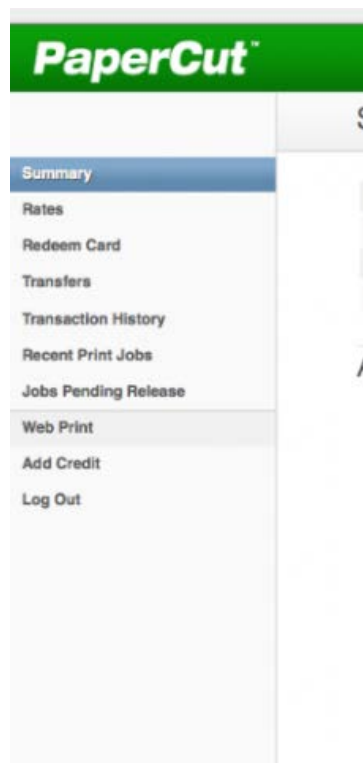 PaperCut™
Summary
Rates
Redeem Card
Transfers
Transaction History
Recent Print Jobs
Jobs Pending Release
Web Print
Add Credit
Log Out